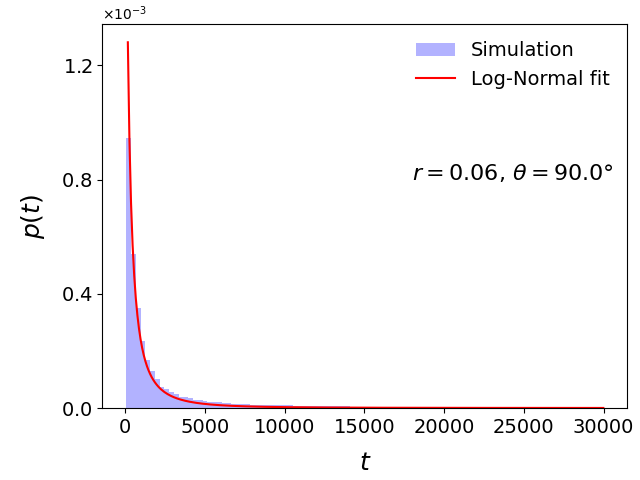 ×10⁻³
Simulation
Log-Normal fit
r = 0.06, θ = 90.0°
1.2
0.8
0.4
0.0
p(t)
0 5000 10000 15000 20000 25000 30000
t